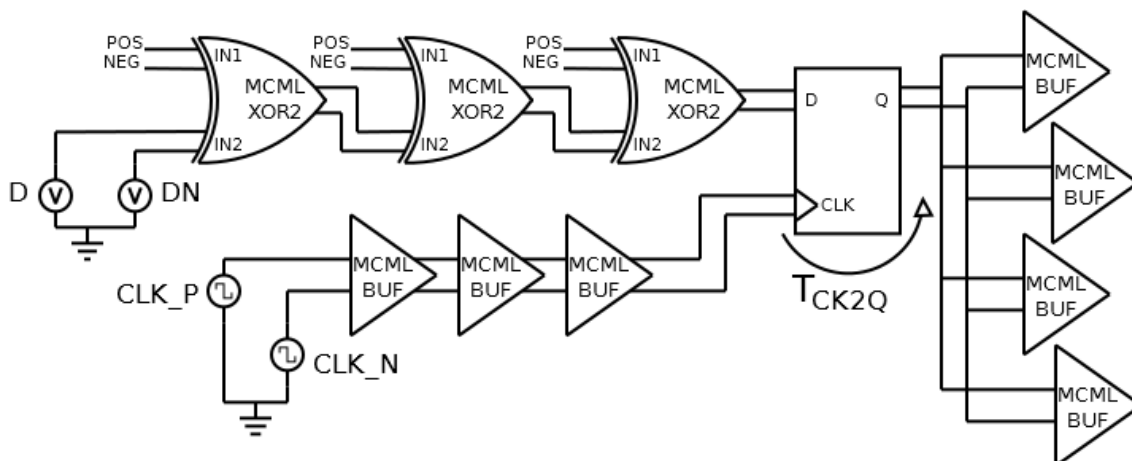 POS
NEG
IN1
MCML
XOR2
IN2
POS
NEG
IN1
MCML
XOR2
IN2
POS
NEG
IN1
MCML
XOR2
IN2
D
Q
CLK
MCML
BUF
MCML
BUF
MCML
BUF
MCML
BUF
D
V
V
DN
CLK_P
CLK_N
MCML
BUF
MCML
BUF
MCML
BUF
TCK2Q